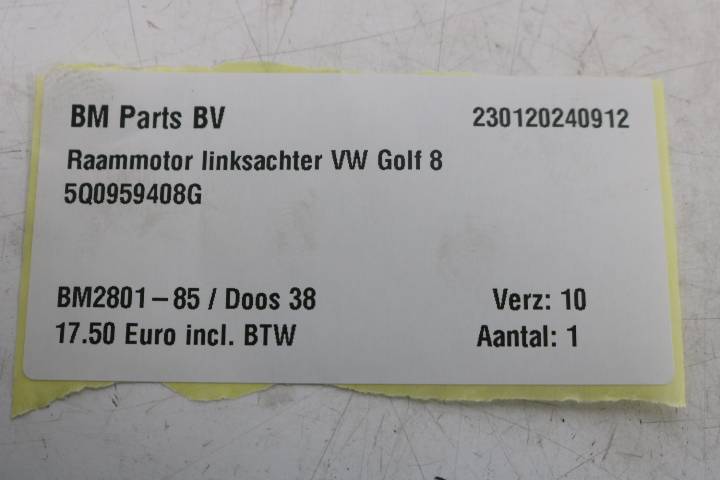 BM Parts BV 230120240912
Raammotor linksachter VW Golf 8
5Q0959408G
BM2801-85 / Doos 38 Verz: 10
17.50 Euro incl. BTW Aantal: 1